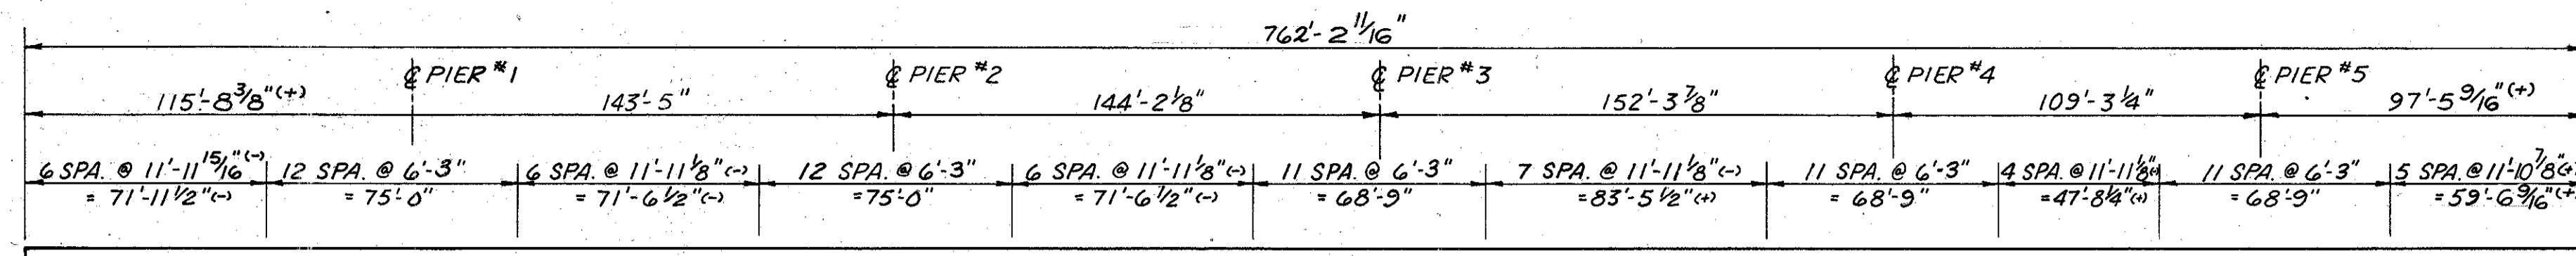 762'-2 11/16"
℄ PIER #1 ℄ PIER #2 ℄ PIER #3 ℄ PIER #4 ℄ PIER #5
115'-8 3/8"(+) 143'-5" 144'-2 1/8" 152'-3 7/8" 109'-3 1/4" 97'-5 9/16"(+)
6 SPA. @ 11'-11 15/16"(-) 12 SPA. @ 6'-3" 6 SPA. @ 11'-11 1/8"(-) 12 SPA. @ 6'-3" 6 SPA. @ 11'-11 1/8"(-) 11 SPA. @ 6'-3" 7 SPA. @ 11'-11 1/8"(-) 11 SPA. @ 6'-3" 4 SPA. @ 11'-11 1/8" 11 SPA. @ 6'-3" 5 SPA. @ 11'-10 7/8"(+)
= 71'-11 1/2"(-) = 75'-0" = 71'-6 1/2"(-) =75'-0" = 71'-6 1/2"(-) = 68'-9" =83'-5 1/2"(+) = 68'-9" =47'-8 1/4"(+) = 68'-9" =59'-6 9/16"(+)